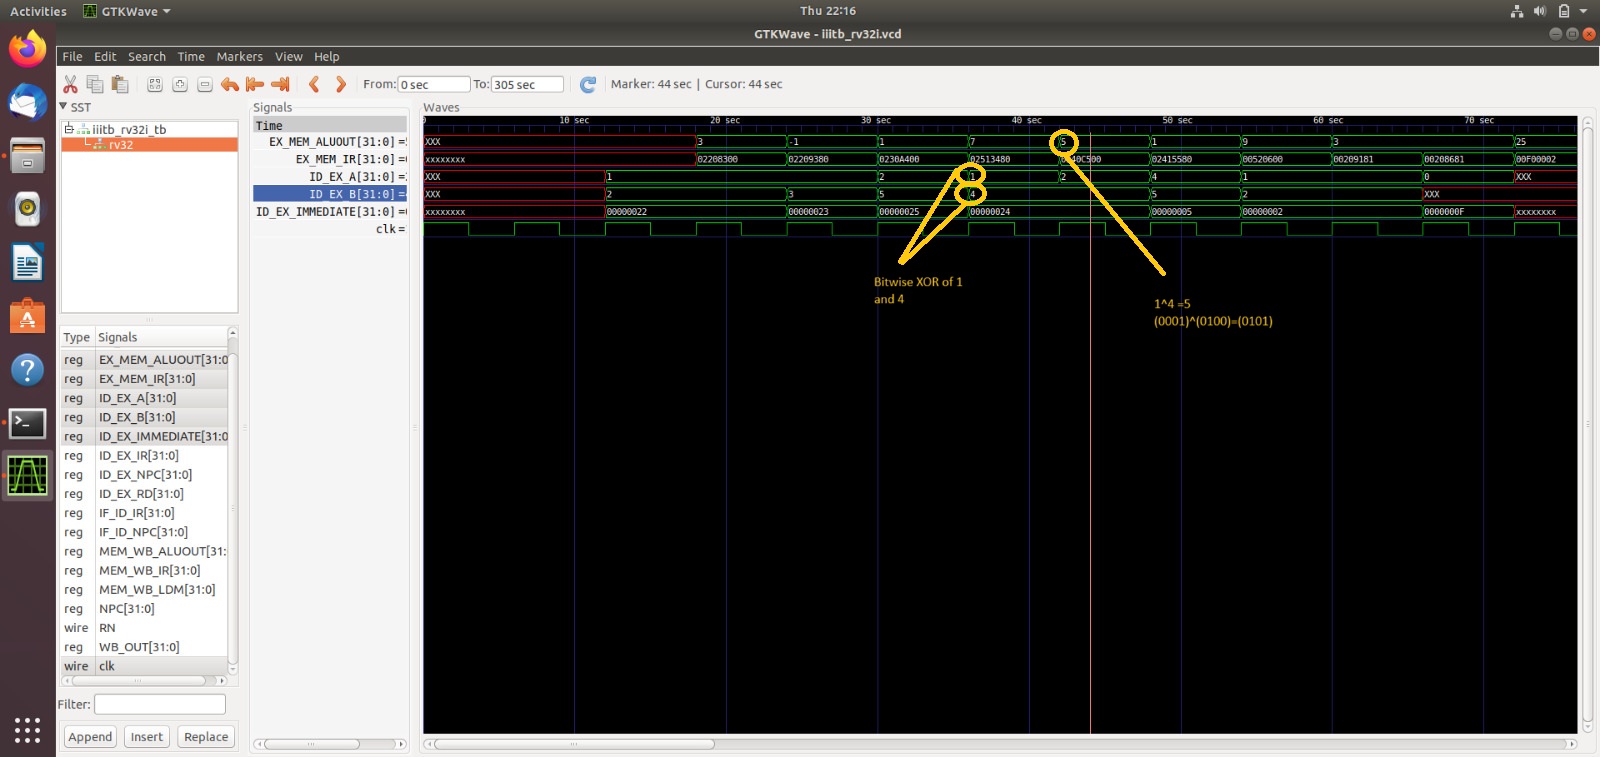 Activities GTKWave Thu 22:16
GTKWave - iiitb_rv32i.vcd
File Edit Search Time Markers View Help
From: 0 sec To: 305 sec Marker: 44 sec | Cursor: 44 sec
SST
iiitb_rv32i_tb
rv32
Type Signals
reg EX_MEM_ALUOUT[31:0
reg EX_MEM_IR[31:0]
reg ID_EX_A[31:0]
reg ID_EX_B[31:0]
reg ID_EX_IMMEDIATE[31:0
reg ID_EX_IR[31:0]
reg ID_EX_NPC[31:0]
reg ID_EX_RD[31:0]
reg IF_ID_IR[31:0]
reg IF_ID_NPC[31:0]
reg MEM_WB_ALUOUT[31:
reg MEM_WB_IR[31:0]
reg MEM_WB_LDM[31:0]
reg NPC[31:0]
wire RN
reg WB_OUT[31:0]
wire clk
Filter:
Append Insert Replace
Signals
Time
EX_MEM_ALUOUT[31:0]
EX_MEM_IR[31:0]
ID_EX_A[31:0]
ID_EX_B[31:0]
ID_EX_IMMEDIATE[31:0]
clk=
Waves
10 sec 20 sec 30 sec 40 sec 50 sec 60 sec 70 sec
XXX 3 -1 1 7 5 1 9 3 25
xxxxxxxx 02208300 02209380 0230A400 02513480 02415580 00520600 00209181 00208681 00F00002
XXX 1 2 1 2 4 1 0 XXX
XXX 2 3 5 4 5 2 XXX
xxxxxxxx 00000022 00000023 00000025 00000024 00000005 00000002 0000000F xxxxxxxx
Bitwise XOR of 1
and 4
1^4 =5
(0001)^(0100)=(0101)